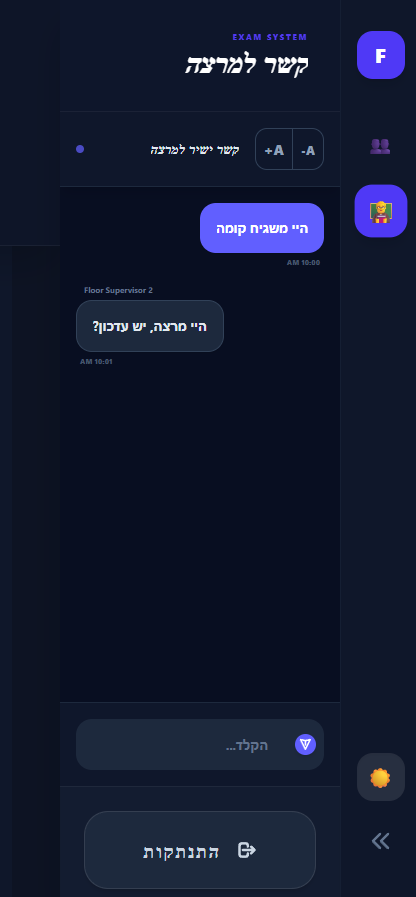 EXAM SYSTEM
F
קשר למרצה
A-
A+
קשר ישיר למרצה
היי משגיח קומה
10:00 AM
Floor Supervisor 2
היי מרצה, יש עדכון?
10:01 AM
הקלד...
התנתקות